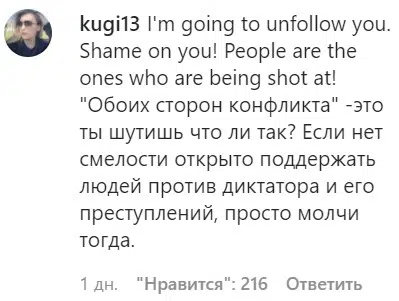 kugi13 I'm going to unfollow you.
Shame on you! People are the
ones who are being shot at!
"Обоих сторон конфликта" -это
ты шутишь что ли так? Если нет
смелости открыто поддержать
людей против диктатора и его
преступлений, просто молчи
тогда.
1 дн. "Нравится": 216 Ответить